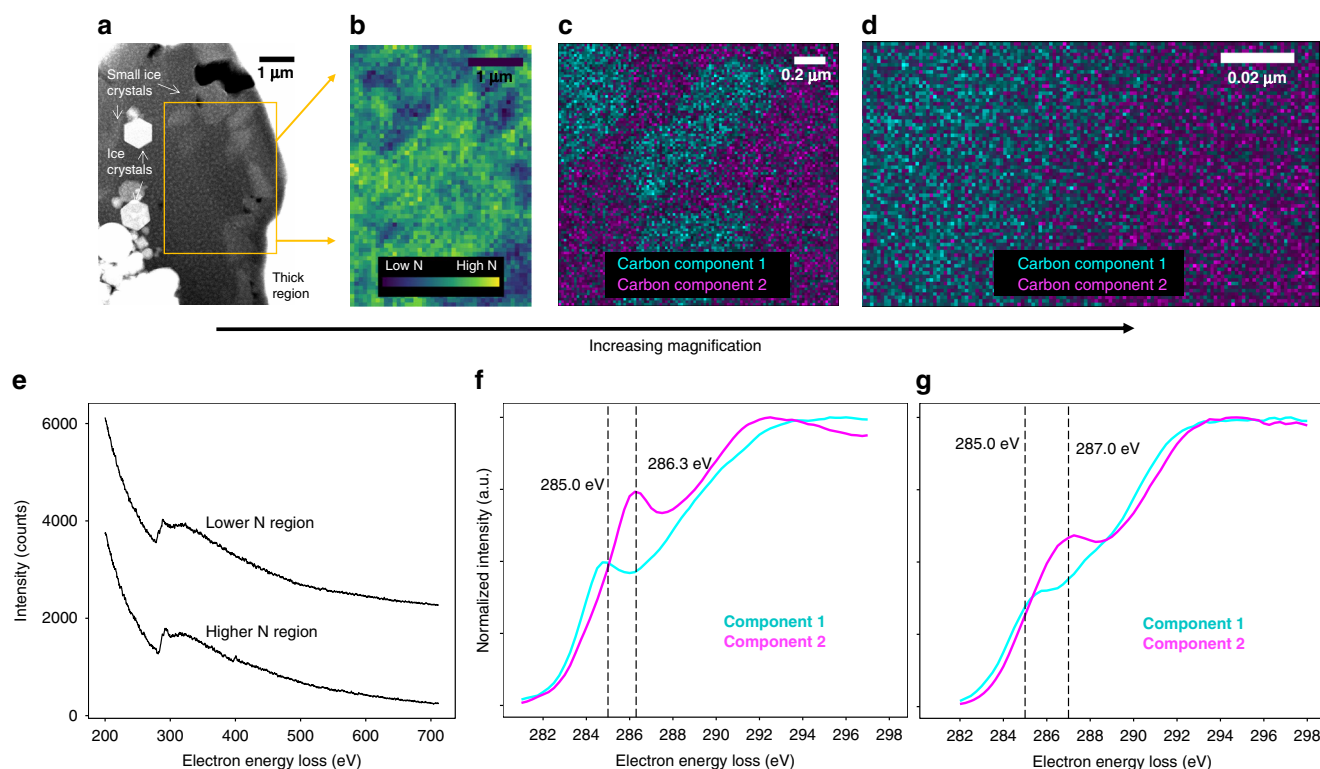 a
1 μm
Small ice
crystals
Ice
crystals
Thick
region
b
1 μm
Low N High N
c
0.2 μm
Carbon component 1
Carbon component 2
d
0.02 μm
Carbon component 1
Carbon component 2
Increasing magnification
e
Intensity (counts)
6000
4000
2000
0
Lower N region
Higher N region
200 300 400 500 600 700
Electron energy loss (eV)
f
Normalized intensity (a.u.)
285.0 eV
286.3 eV
Component 1
Component 2
282 284 286 288 290 292 294 296 298
Electron energy loss (eV)
g
285.0 eV
287.0 eV
Component 1
Component 2
282 284 286 288 290 292 294 296 298
Electron energy loss (eV)